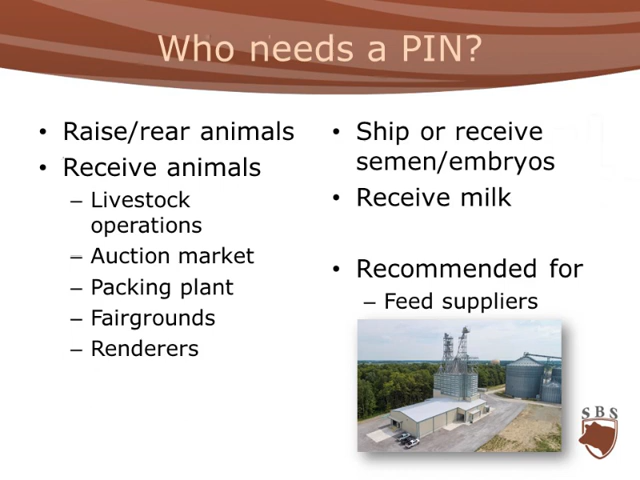 Who needs a PIN?
• Raise/rear animals
• Receive animals
– Livestock
operations
– Auction market
– Packing plant
– Fairgrounds
– Renderers
• Ship or receive
semen/embryos
• Receive milk
• Recommended for
– Feed suppliers
SBS